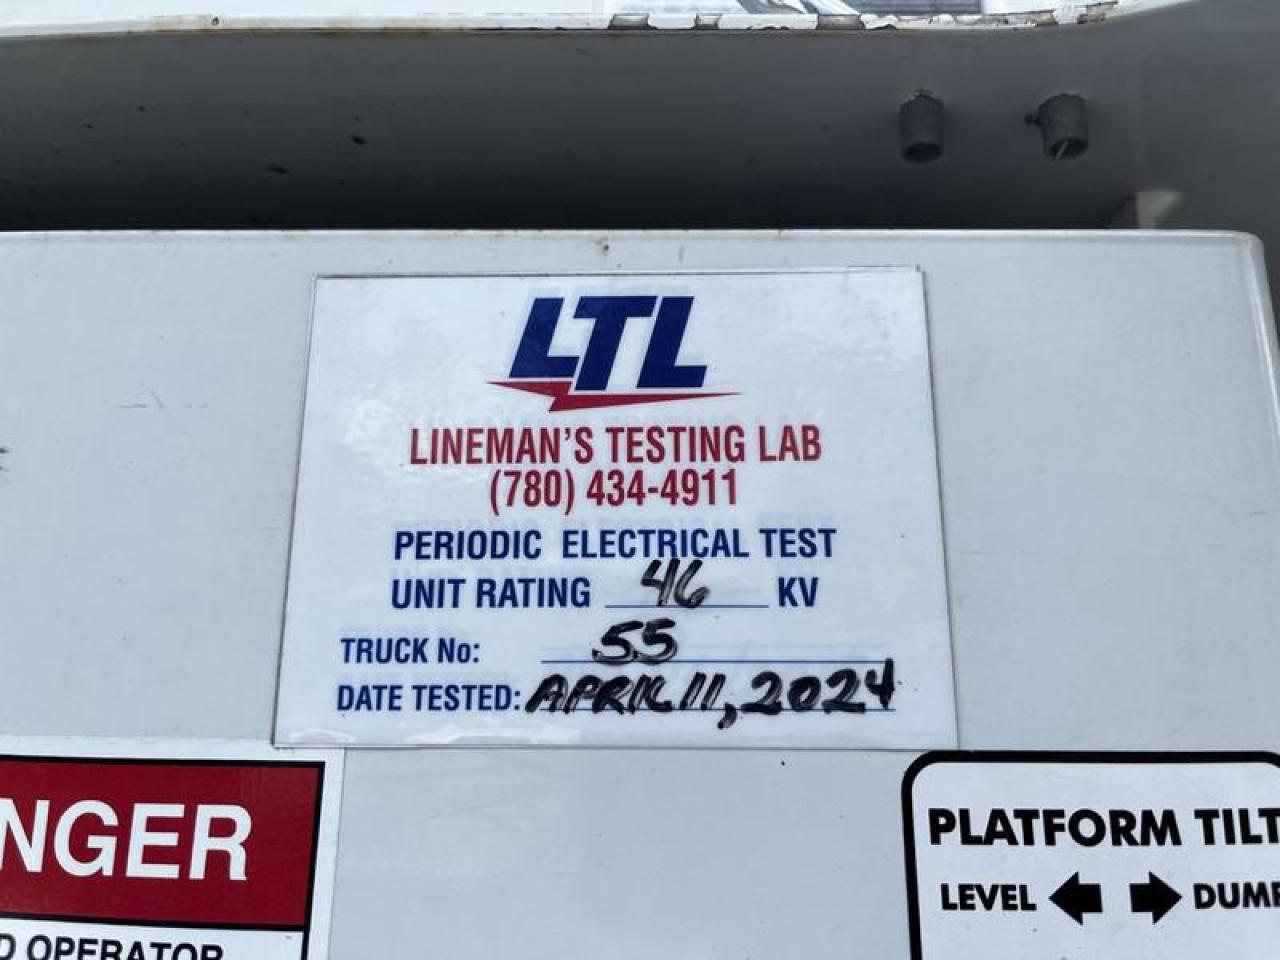 LTL
LINEMAN'S TESTING LAB
(780) 434-4911
PERIODIC ELECTRICAL TEST
UNIT RATING 46 KV
TRUCK No: 55
DATE TESTED: APRIL 11, 2024
NGER
D OPERATOR
PLATFORM TILT
LEVEL DUMP